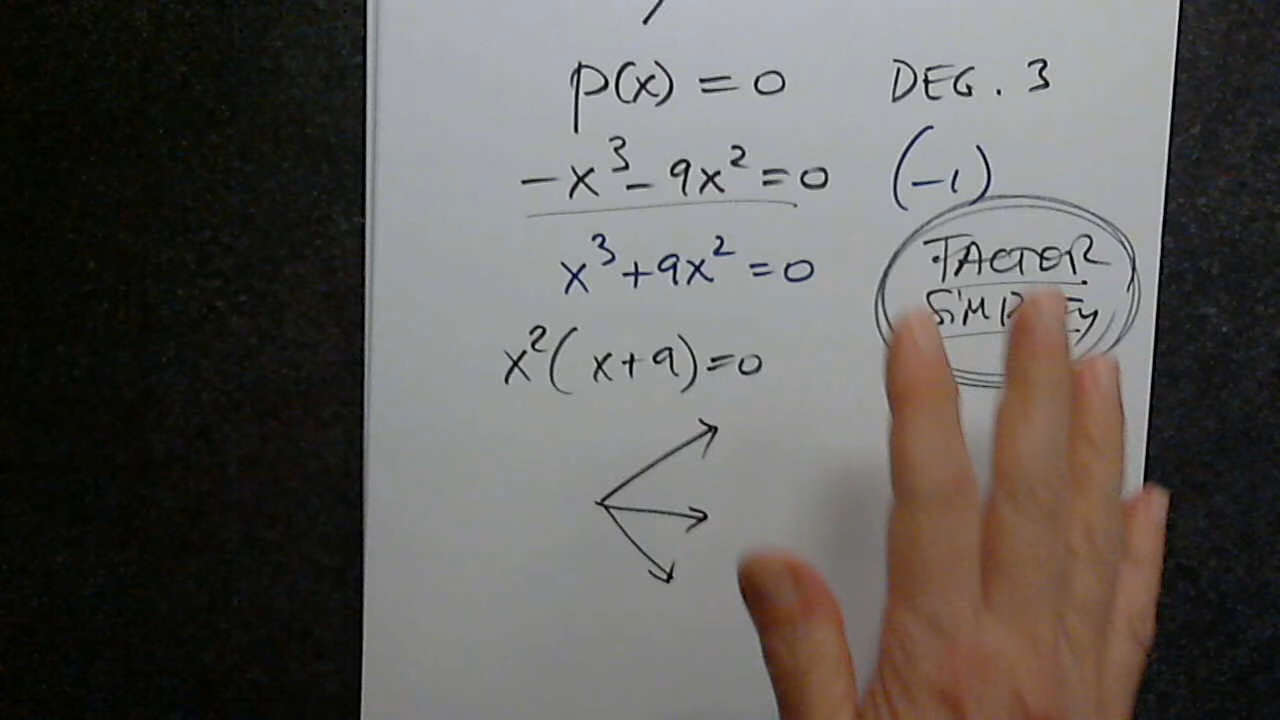 p(x) = 0 DEG. 3
-x³ - 9x² = 0 (-1)
x³ + 9x² = 0 FACTOR
x²(x+9) = 0